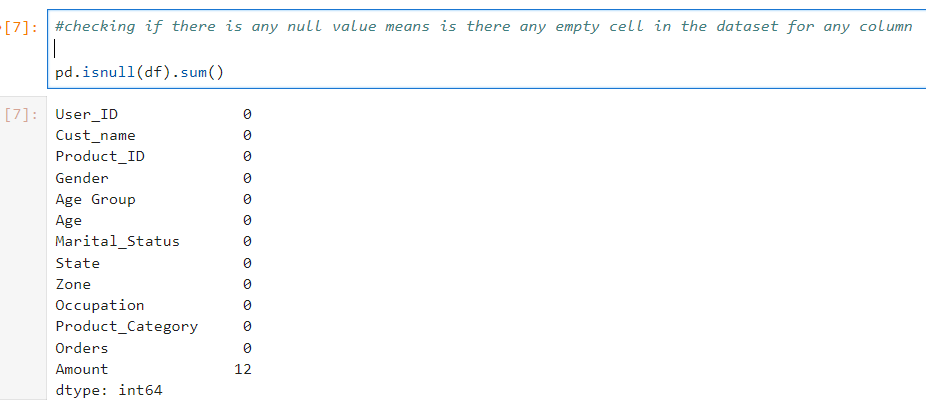 [7]: #checking if there is any null value means is there any empty cell in the dataset for any column
pd.isnull(df).sum()
[7]: User_ID 0
Cust_name 0
Product_ID 0
Gender 0
Age Group 0
Age 0
Marital_Status 0
State 0
Zone 0
Occupation 0
Product_Category 0
Orders 0
Amount 12
dtype: int64